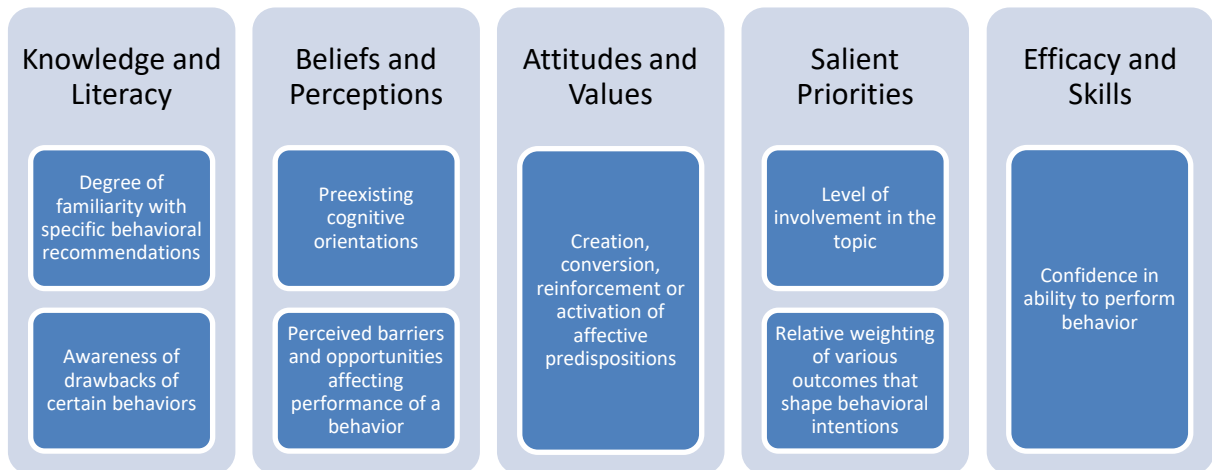 Knowledge and
Literacy
Degree of
familiarity with
specific behavioral
recommendations
Awareness of
drawbacks of
certain behaviors
Beliefs and
Perceptions
Preexisting
cognitive
orientations
Perceived barriers
and opportunities
affecting
performance of a
behavior
Attitudes and
Values
Creation,
conversion,
reinforcement or
activation of
affective
predispositions
Salient
Priorities
Level of
involvement in the
topic
Relative weighting
of various
outcomes that
shape behavioral
intentions
Efficacy and
Skills
Confidence in
ability to perform
behavior